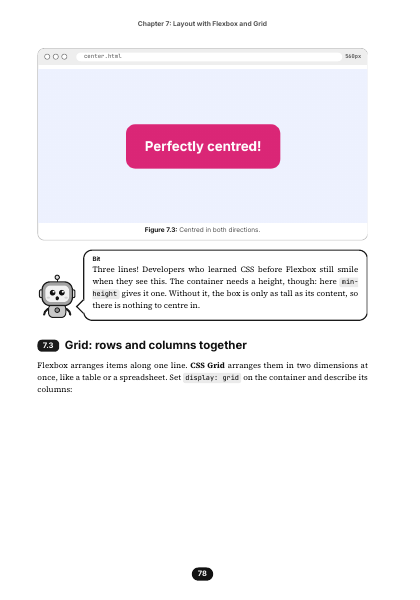 Chapter 7: Layout with Flexbox and Grid
center.html
560px
Perfectly centred!
Figure 7.3: Centred in both directions.
Bit
Three lines! Developers who learned CSS before Flexbox still smile
when they see this. The container needs a height, though: here min-
height gives it one. Without it, the box is only as tall as its content, so
there is nothing to centre in.
7.3 Grid: rows and columns together
Flexbox arranges items along one line. CSS Grid arranges them in two dimensions at
once, like a table or a spreadsheet. Set display: grid on the container and describe its
columns:
78